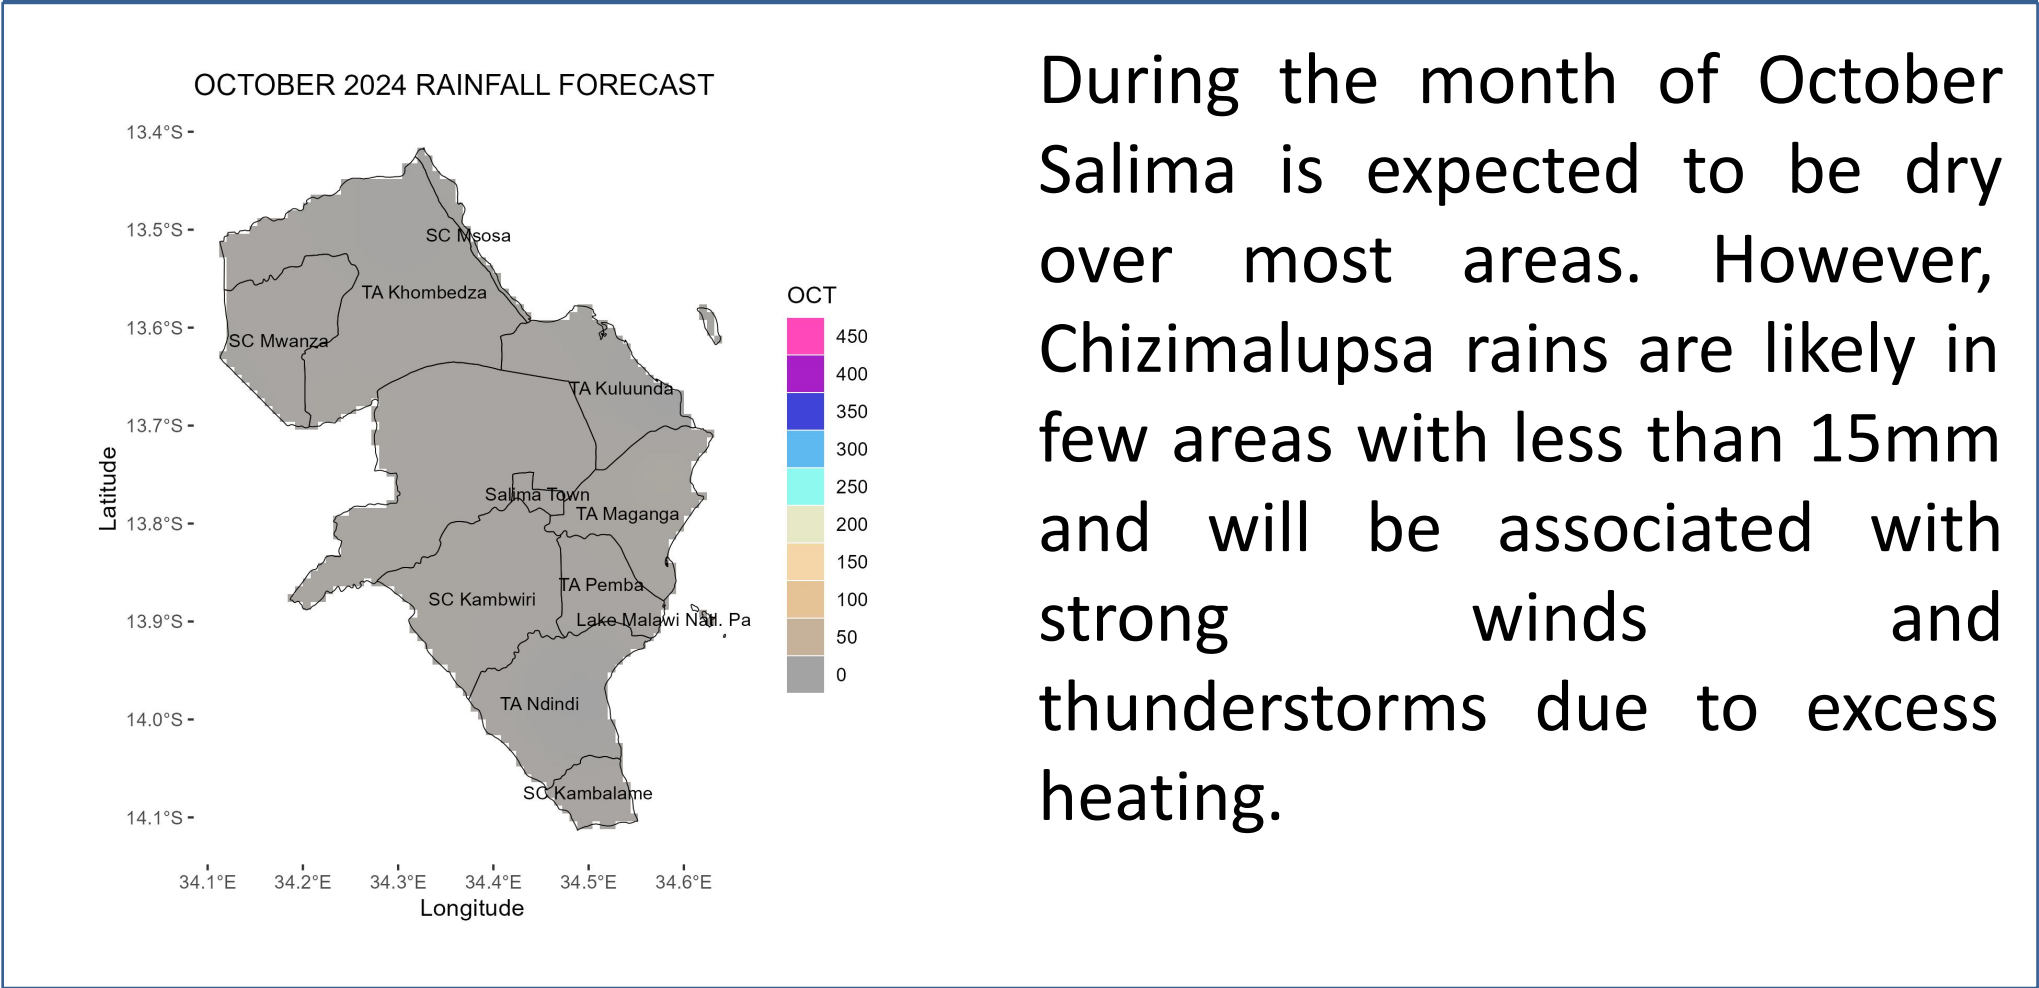 OCTOBER 2024 RAINFALL FORECAST
13.4°S
13.5°S
13.6°S
13.7°S
13.8°S
13.9°S
14.0°S
14.1°S
Latitude
SC Msosa
TA Khombedza
SC Mwanza
TA Kuluunda
Salima Town
TA Maganga
TA Pemba
SC Kambwiri
Lake Malawi Natl. Pa
TA Ndindi
SC Kambalame
34.1°E 34.2°E 34.3°E 34.4°E 34.5°E 34.6°E
Longitude
OCT
450
400
350
300
250
200
150
100
50
0
During the month of October
Salima is expected to be dry
over most areas. However,
Chizimalupsa rains are likely in
few areas with less than 15mm
and will be associated with
strong winds and
thunderstorms due to excess
heating.